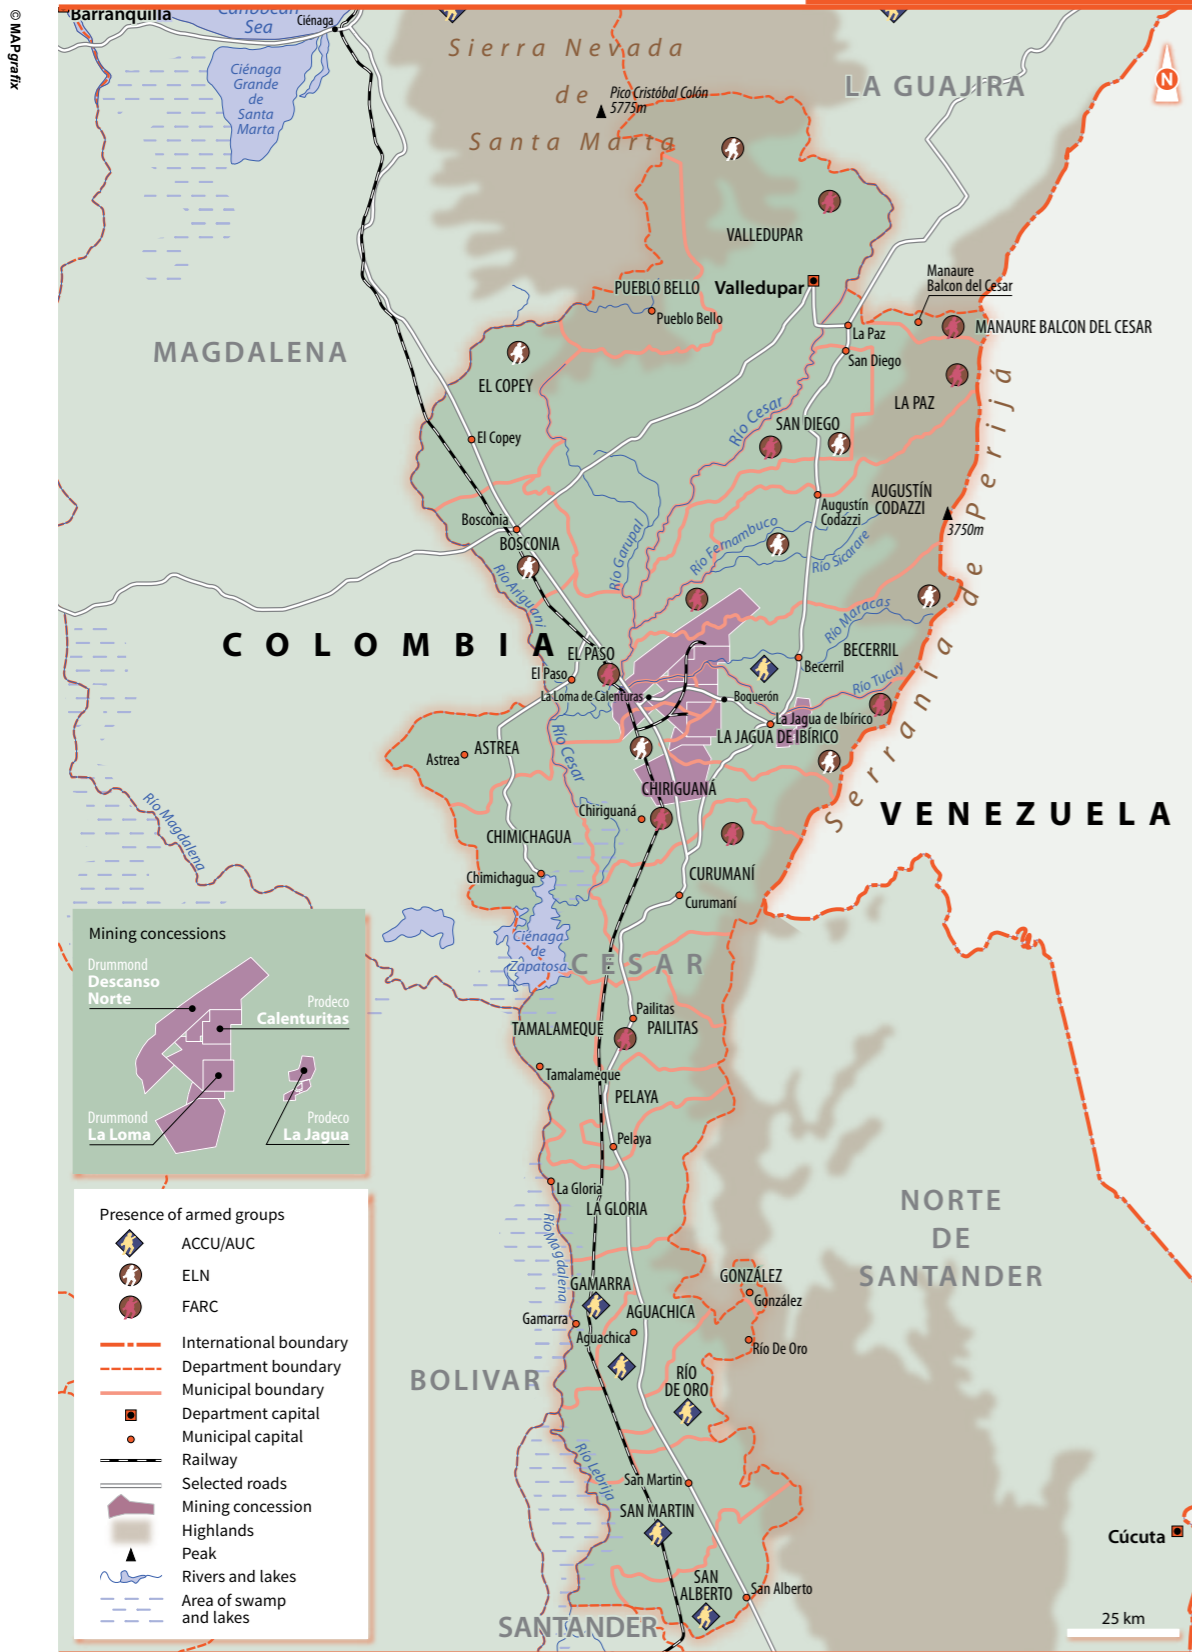 © MAPgrafix
Barranquilla
Caribbean
Sea
Ciénaga
Ciénaga
Grande
de
Santa
Marta
Sierra Nevada
de
Santa Marta
Pico Cristóbal Colón
5775m
LA GUAJIRA
N
VALLEDUPAR
Valledupar
PUEBLO BELLO
Pueblo Bello
Manaure
Balcon del Cesar
MANAURE BALCON DEL CESAR
La Paz
San Diego
MAGDALENA
EL COPEY
El Copey
LA PAZ
Río Cesar
SAN DIEGO
Serranía de Perijá
AUGUSTÍN
CODAZZI
Augustín
Codazzi
3750m
Bosconia
BOSCONIA
Río Garupal
Río Fernambuco
Río Sicarare
Río Ariguani
Río Maracas
COLOMBIA
EL PASO
El Paso
BECERRIL
Becerril
La Loma de Calenturas
Boquerón
Río Tucuy
La Jagua de Ibírico
LA JAGUA DE IBÍRICO
ASTREA
Astrea
Río Cesar
CHIRIGUANÁ
Chiriguaná
VENEZUELA
Río Magdalena
CHIMICHAGUA
Chimichagua
CURUMANÍ
Curumaní
Ciénaga
de
Zapatosa
CESAR
Mining concessions
Drummond
Descanso
Norte
Prodeco
Calenturitas
Drummond
La Loma
Prodeco
La Jagua
Pailitas
PAILITAS
TAMALAMEQUE
Tamalameque
PELAYA
Pelaya
La Gloria
LA GLORIA
Río Magdalena
NORTE
DE
SANTANDER
GAMARRA
Gamarra
AGUACHICA
Aguachica
GONZÁLEZ
González
Río De Oro
RÍO
DE ORO
BOLIVAR
Río Lebrija
San Martin
SAN MARTIN
SAN
ALBERTO
San Alberto
SANTANDER
Cúcuta
25 km
Presence of armed groups
ACCU/AUC
ELN
FARC
International boundary
Department boundary
Municipal boundary
Department capital
Municipal capital
Railway
Selected roads
Mining concession
Highlands
Peak
Rivers and lakes
Area of swamp
and lakes